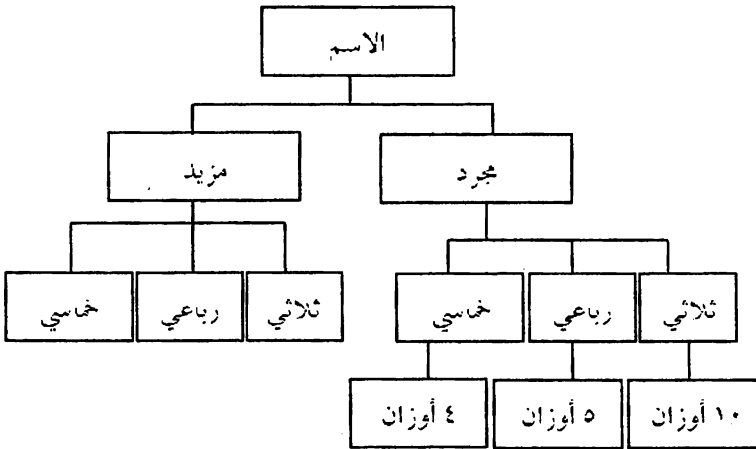 الاسم
مجرد
مزيد
ثلاثي
رباعي
خماسي
ثلاثي
رباعي
خماسي
١٠ أوزان
٥ أوزان
٤ أوزان